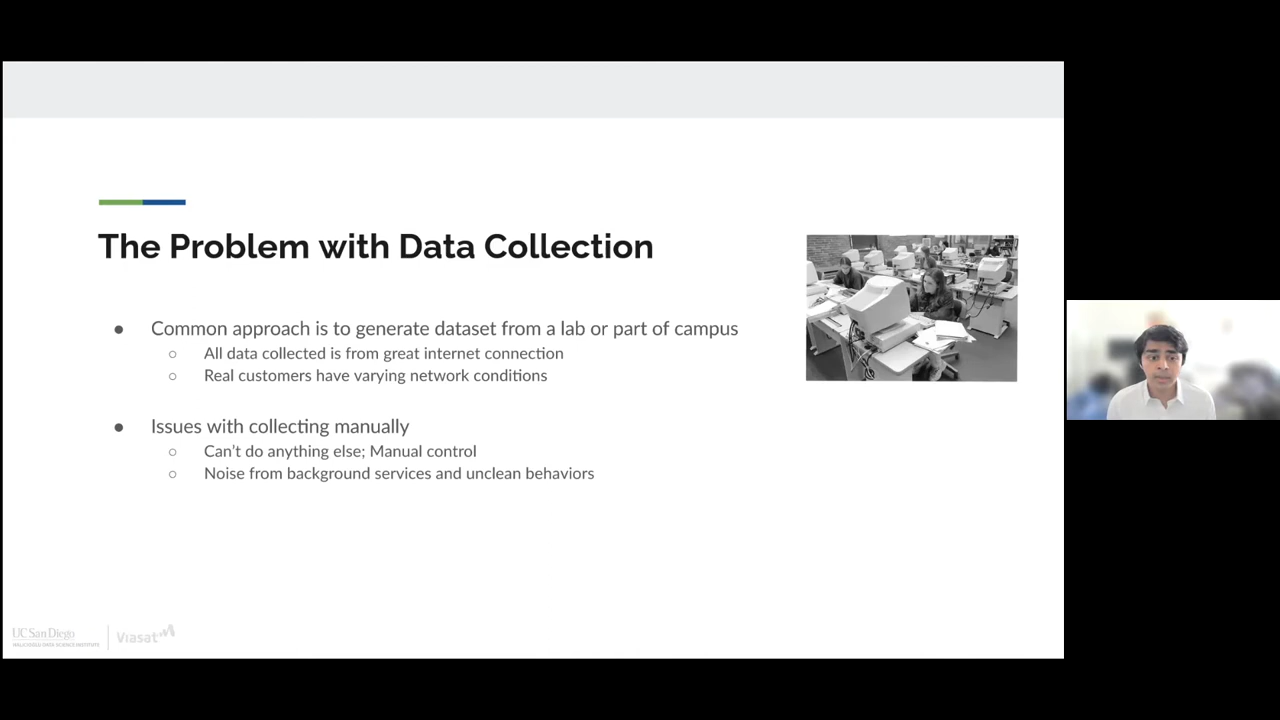 The Problem with Data Collection
● Common approach is to generate dataset from a lab or part of campus
○ All data collected is from great internet connection
○ Real customers have varying network conditions
● Issues with collecting manually
○ Can't do anything else; Manual control
○ Noise from background services and unclean behaviors
UC San Diego
HALICIOĞLU DATA SCIENCE INSTITUTE
Viasat